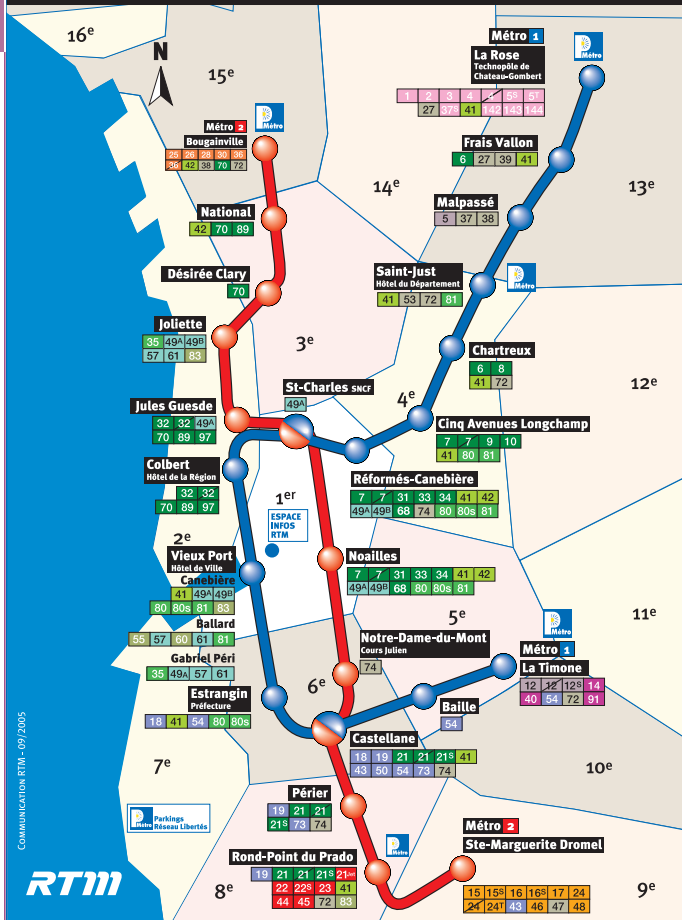 16e
N
15e
Métro 1
La Rose
Technopôle de
Chateau-Gombert
Métro
1 2 3 4 5S 5T
27 37S 41 142 143 144
Métro
Métro 2
Bougainville
25 26 28 30 36
36 42 38 70 72
Frais Vallon
6 27 39 41
14e
13e
Malpassé
5 37 38
National
42 70 89
Désirée Clary
70
Saint-Just
Hôtel du Département
41 53 72 81
Métro
Joliette
35 49A 49B
57 61 83
3e
Chartreux
6 8
41 72
12e
St-Charles SNCF
49A
4e
Jules Guesde
32 32 49A
70 89 97
Cinq Avenues Longchamp
7 7 9 10
41 80 81
Colbert
Hôtel de la Région
32 32
70 89 97
Réformés-Canebière
7 7 31 33 34 41 42
49A 49B 68 74 80 80s 81
1er
ESPACE
INFOS
RTM
2e
Vieux Port
Hôtel de Ville
Canebière
41 49A 49B
80 80s 81 83
Noailles
7 7 31 33 34 41 42
49A 49B 68 80 80s 81
5e
11e
Ballard
55 57 60 61 81
Notre-Dame-du-Mont
Cours Julien
74
Métro
Métro 1
La Timone
12 12 12S 14
40 54 72 91
Gabriel Péri
35 49A 57 61
6e
Estrangin
Préfecture
18 41 54 80 80s
Baille
54
Castellane
18 19 21 21 21S 41
43 50 54 73 74
7e
10e
Périer
19 21 21
21S 73 74
Métro
Parkings
Réseau Libertés
Métro
Métro 2
Ste-Marguerite Dromel
15 15S 16 16S 17 24
24 24T 43 46 47 48
Rond-Point du Prado
19 21 21 21S 21Jet
22 22S 23 41
44 45 72 83
8e
9e
COMMUNICATION RTM - 09/2005
RTM